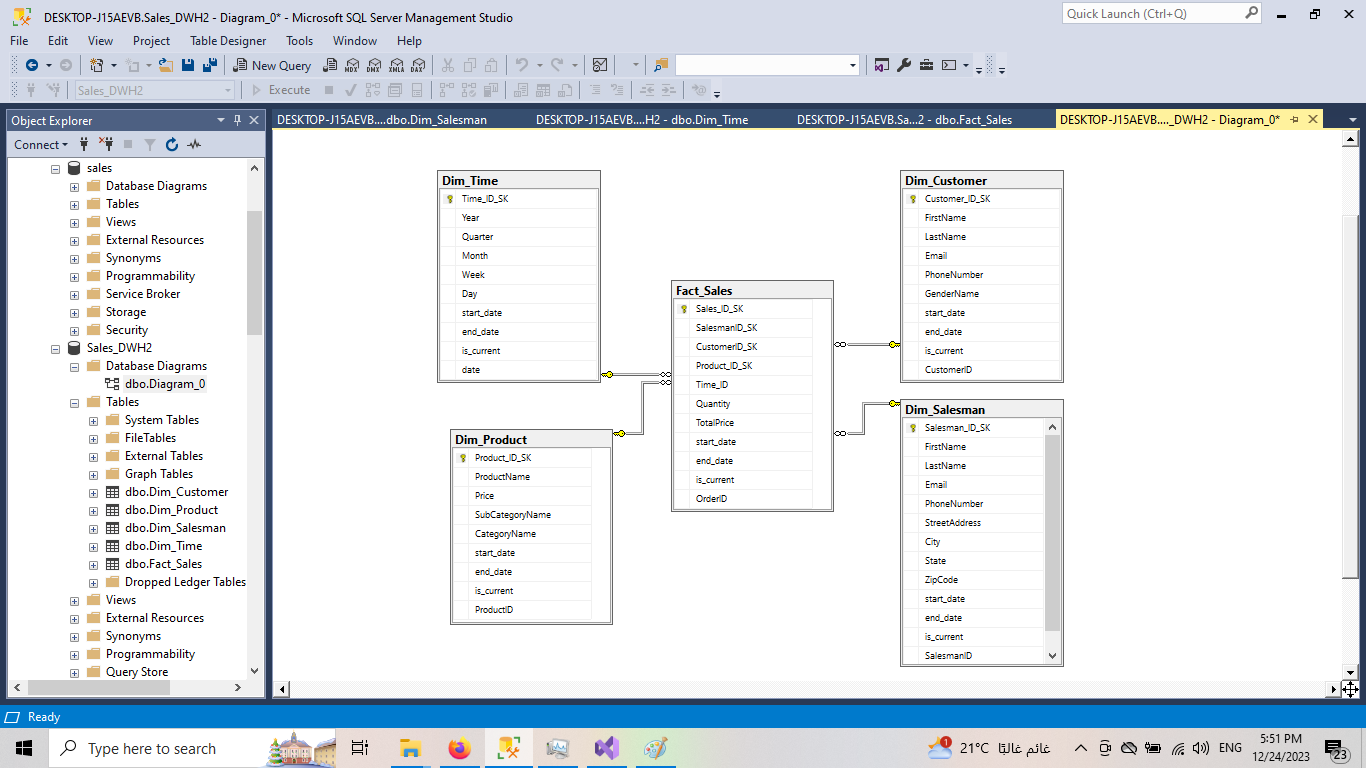 DESKTOP-J15AEVB.Sales_DWH2 - Diagram_0* - Microsoft SQL Server Management Studio
Quick Launch (Ctrl+Q)
File Edit View Project Table Designer Tools Window Help
New Query MDX DMX XMLA DAX
Sales_DWH2 Execute
Object Explorer
Connect
sales
Database Diagrams
Tables
Views
External Resources
Synonyms
Programmability
Service Broker
Storage
Security
Sales_DWH2
Database Diagrams
dbo.Diagram_0
Tables
System Tables
FileTables
External Tables
Graph Tables
dbo.Dim_Customer
dbo.Dim_Product
dbo.Dim_Salesman
dbo.Dim_Time
dbo.Fact_Sales
Dropped Ledger Tables
Views
External Resources
Synonyms
Programmability
Query Store
DESKTOP-J15AEVB....dbo.Dim_Salesman DESKTOP-J15AEVB....H2 - dbo.Dim_Time DESKTOP-J15AEVB.Sa...2 - dbo.Fact_Sales DESKTOP-J15AEVB...._DWH2 - Diagram_0*
Dim_Time
Time_ID_SK
Year
Quarter
Month
Week
Day
start_date
end_date
is_current
date
Dim_Product
Product_ID_SK
ProductName
Price
SubCategoryName
CategoryName
start_date
end_date
is_current
ProductID
Fact_Sales
Sales_ID_SK
SalesmanID_SK
CustomerID_SK
Product_ID_SK
Time_ID
Quantity
TotalPrice
start_date
end_date
is_current
OrderID
Dim_Customer
Customer_ID_SK
FirstName
LastName
Email
PhoneNumber
GenderName
start_date
end_date
is_current
CustomerID
Dim_Salesman
Salesman_ID_SK
FirstName
LastName
Email
PhoneNumber
StreetAddress
City
State
ZipCode
start_date
end_date
is_current
SalesmanID
Ready
Type here to search
1
21°C غائم غالبًا
ENG
5:51 PM
12/24/2023
23